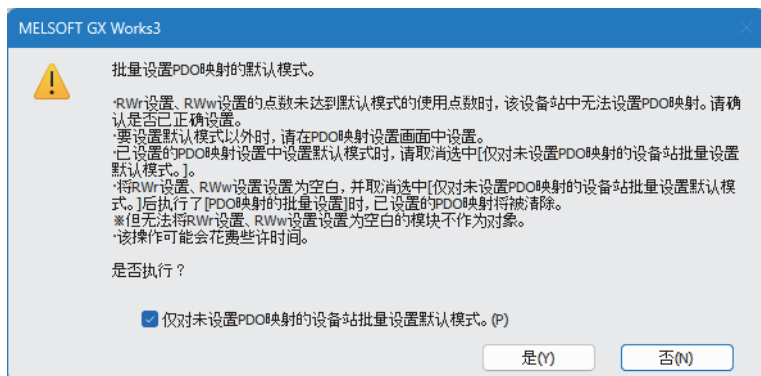 MELSOFT GX Works3
批量设置PDO映射的默认模式。
·RWr设置、RWw设置的点数未达到默认模式的使用点数时, 该设备站中无法设置PDO映射。请确
认是否已正确设置。
·要设置默认模式以外时, 请在PDO映射设置画面中设置。
·已设置的PDO映射设置中设置默认模式时, 请取消选中[仅对未设置PDO映射的设备站批量设置
默认模式。]。
·将RWr设置、RWw设置设置为空白, 并取消选中[仅对未设置PDO映射的设备站批量设置默认模
式。]后执行了[PDO映射的批量设置]时, 已设置的PDO映射将被清除。
※但无法将RWr设置、RWw设置设置为空白的模块不作为对象。
·该操作可能会花费些许时间。
是否执行？
仅对未设置PDO映射的设备站批量设置默认模式。(P)
是(Y)
否(N)